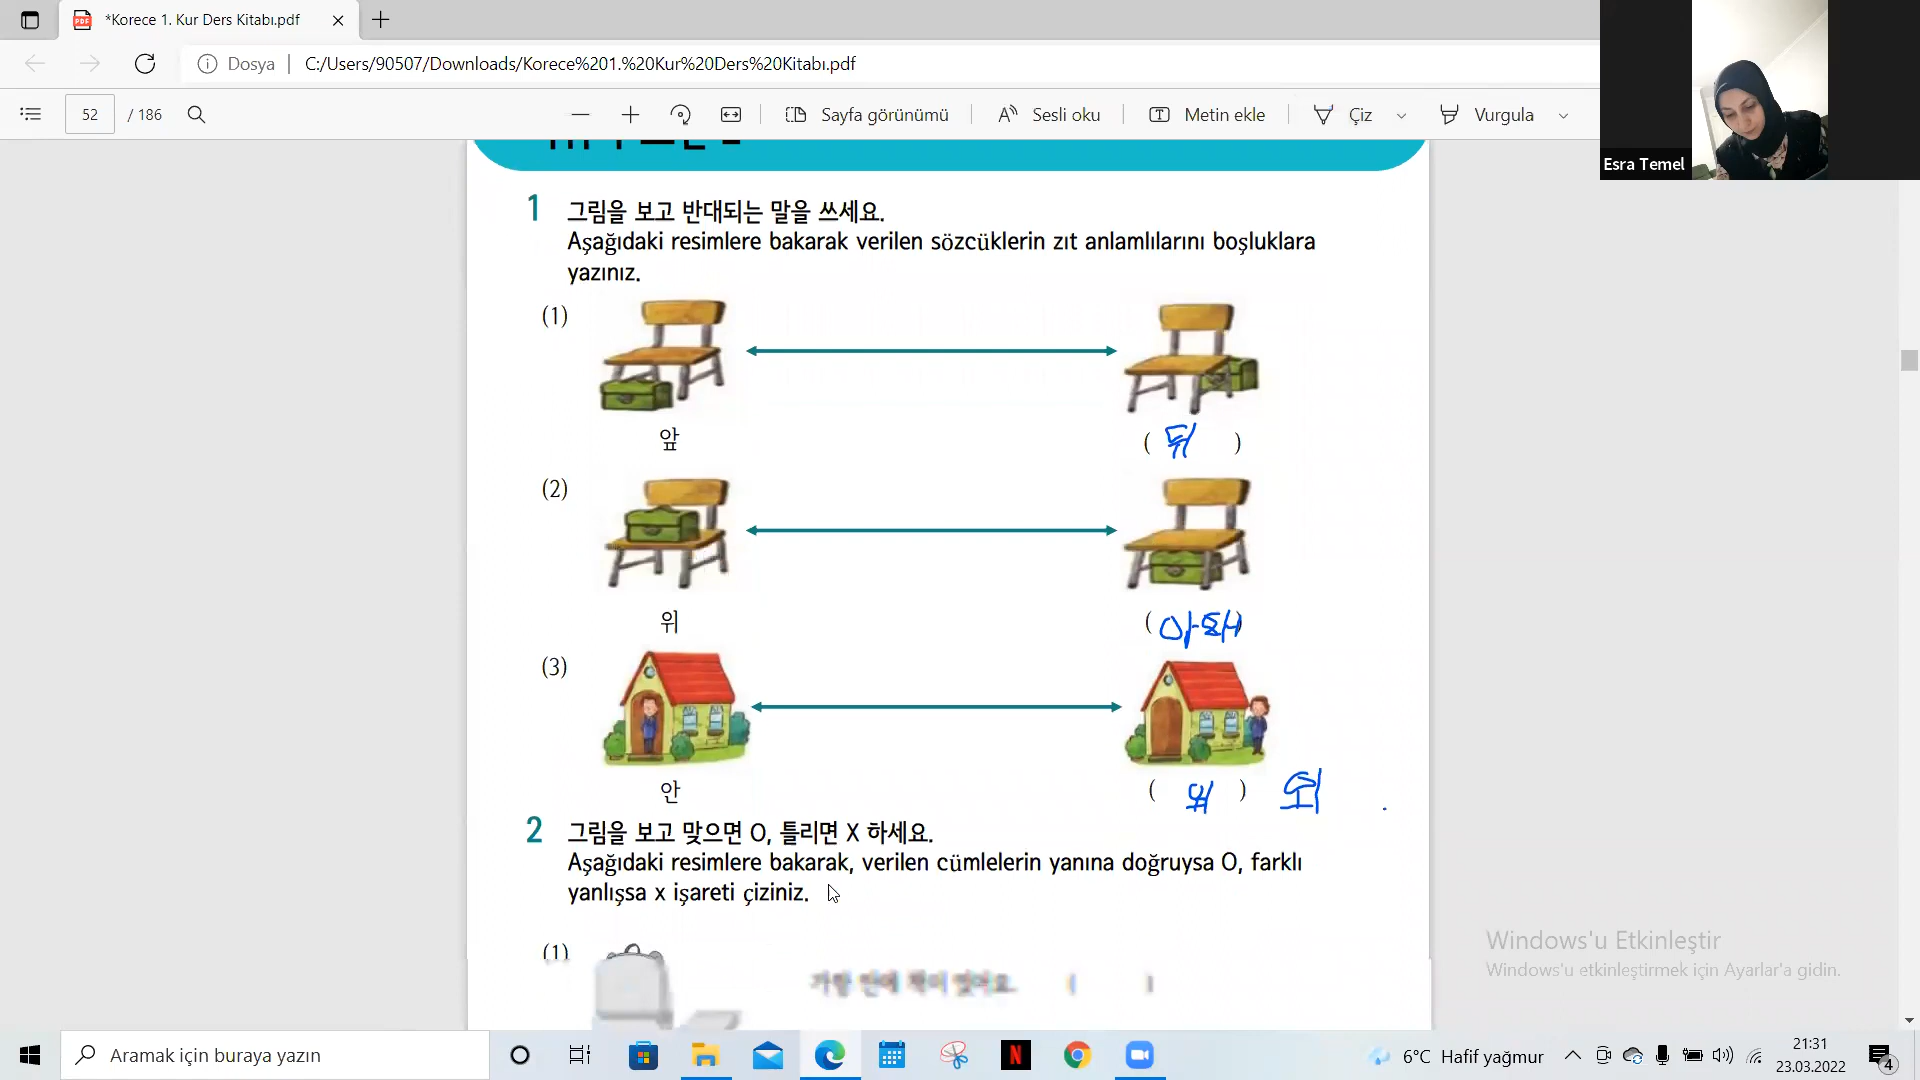 *Korece 1. Kur Ders Kitabı.pdf
Dosya C:/Users/90507/Downloads/Korece%201.%20Kur%20Ders%20Kitabı.pdf
52 / 186 Sayfa görünümü Sesli oku Metin ekle Çiz Vurgula
Esra Temel
1 그림을 보고 반대되는 말을 쓰세요.
Aşağıdaki resimlere bakarak verilen sözcüklerin zıt anlamlılarını boşluklara
yazınız.
(1)
앞 ( 뒤 )
(2)
위 ( 아래 )
(3)
안 ( )
2 그림을 보고 맞으면 O, 틀리면 X 하세요.
Aşağıdaki resimlere bakarak, verilen cümlelerin yanına doğruysa O, farklı
yanlışsa x işareti çiziniz.
(1)
Windows'u Etkinleştir
Windows'u etkinleştirmek için Ayarlar'a gidin.
Aramak için buraya yazın
6°C Hafif yağmur
21:31
23.03.2022
4